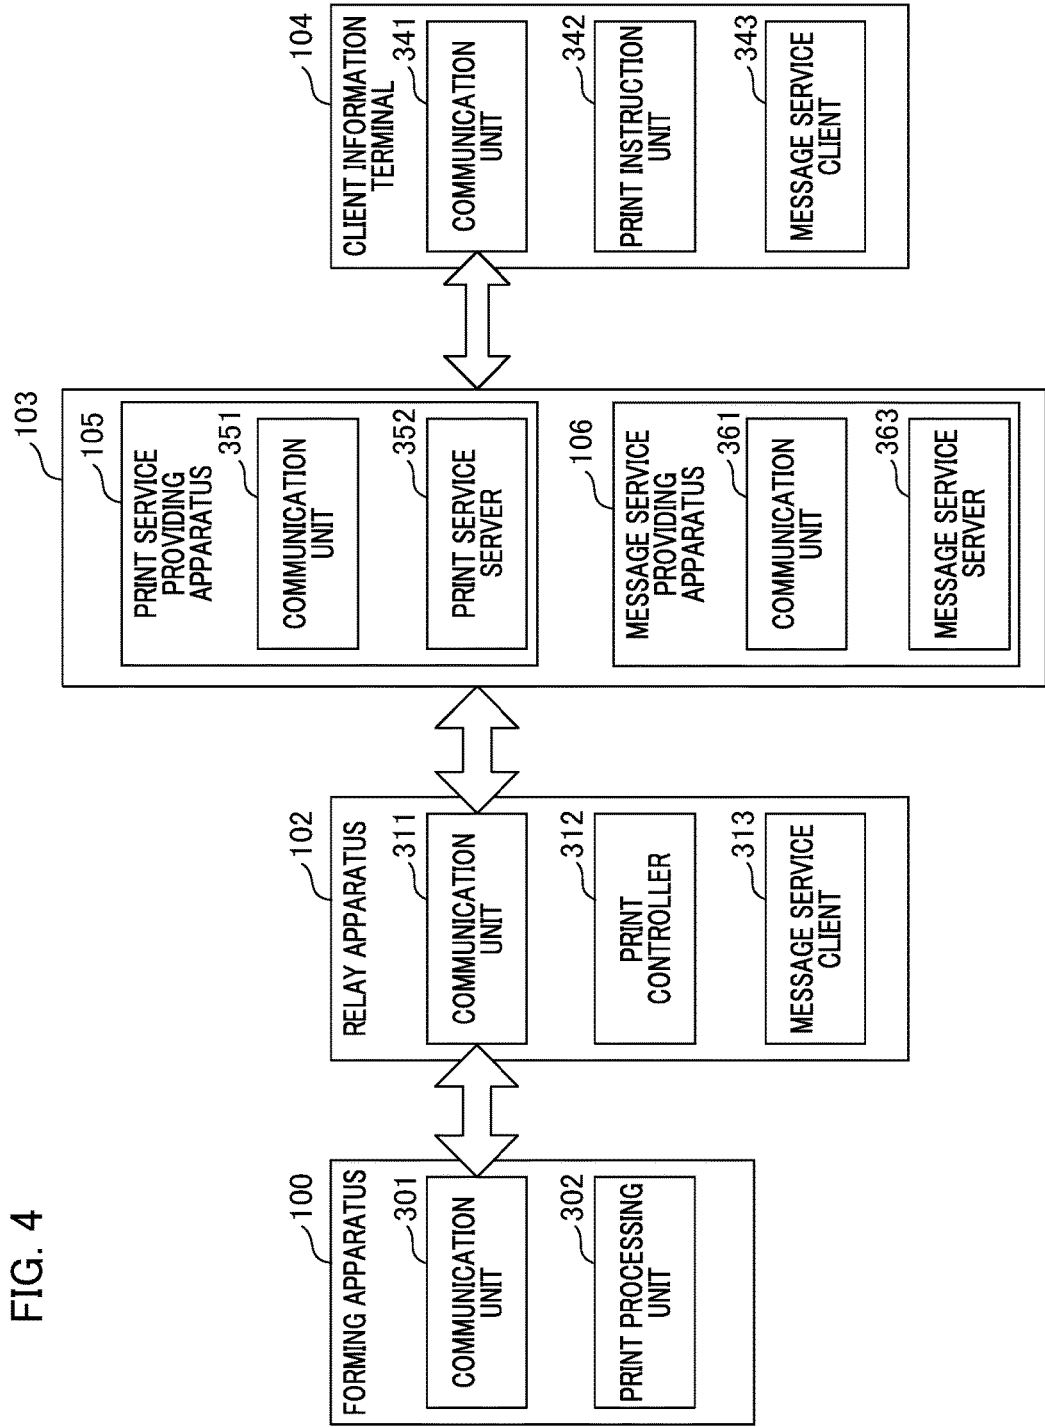 FIG. 4
100
FORMING APPARATUS
301
COMMUNICATION
UNIT
302
PRINT PROCESSING
UNIT
102
RELAY APPARATUS
311
COMMUNICATION
UNIT
312
PRINT
CONTROLLER
313
MESSAGE SERVICE
CLIENT
103
105
PRINT SERVICE
PROVIDING
APPARATUS
351
COMMUNICATION
UNIT
352
PRINT SERVICE
SERVER
106
MESSAGE SERVICE
PROVIDING
APPARATUS
361
COMMUNICATION
UNIT
363
MESSAGE SERVICE
SERVER
104
CLIENT INFORMATION
TERMINAL
341
COMMUNICATION
UNIT
342
PRINT INSTRUCTION
UNIT
343
MESSAGE SERVICE
CLIENT